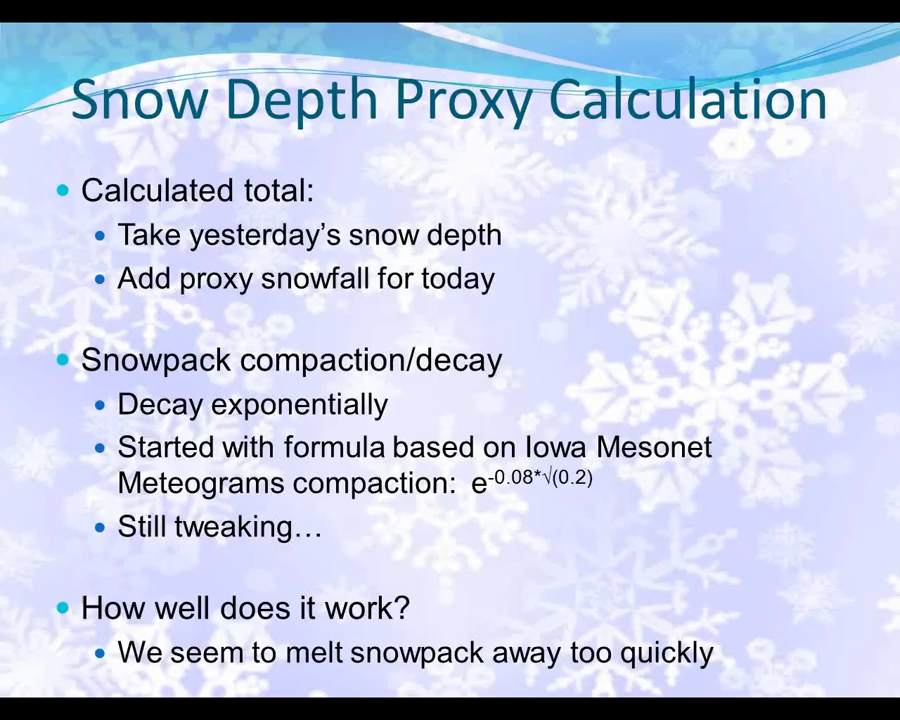 Snow Depth Proxy Calculation
• Calculated total:
• Take yesterday’s snow depth
• Add proxy snowfall for today
• Snowpack compaction/decay
• Decay exponentially
• Started with formula based on Iowa Mesonet
Meteograms compaction: e^-0.08*√(0.2)
• Still tweaking…
• How well does it work?
• We seem to melt snowpack away too quickly